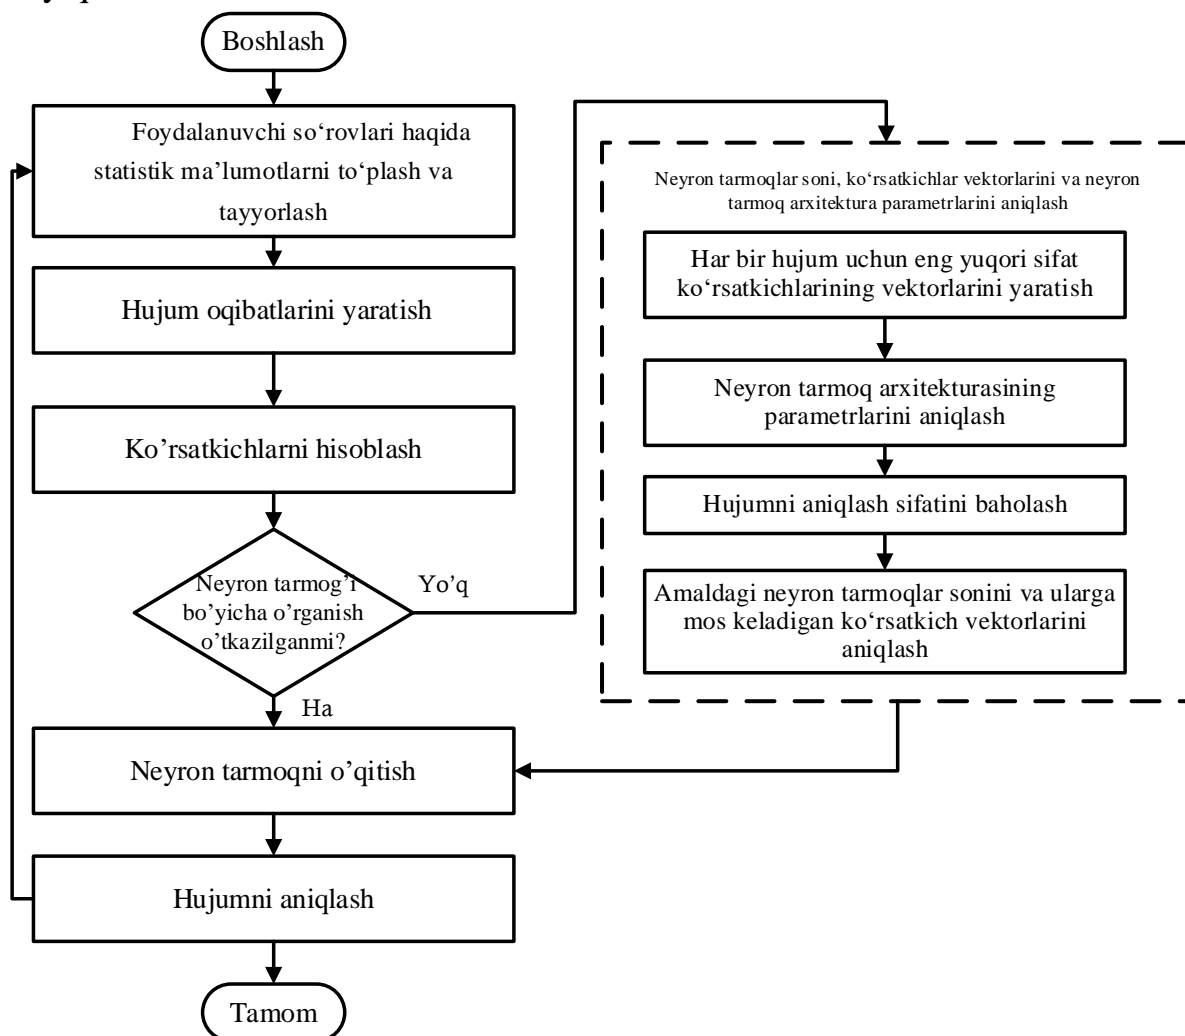 Boshlash
Foydalanuvchi so‘rovlari haqida
statistik ma’lumotlarni to‘plash va
tayyorlash
Hujum oqibatlarini yaratish
Ko’rsatkichlarni hisoblash
Neyron tarmog’i
bo’yicha o’rganish
o’tkazilganmi?
Yo’q
Ha
Neyron tarmoqni o’qitish
Hujumni aniqlash
Tamom
Neyron tarmoqlar soni, ko‘rsatkichlar vektorlarini va neyron
tarmoq arxitektura parametrlarini aniqlash
Har bir hujum uchun eng yuqori sifat
ko‘rsatkichlarining vektorlarini yaratish
Neyron tarmoq arxitekturasining
parametrlarini aniqlash
Hujumni aniqlash sifatini baholash
Amaldagi neyron tarmoqlar sonini va ularga
mos keladigan ko‘rsatkich vektorlarini
aniqlash